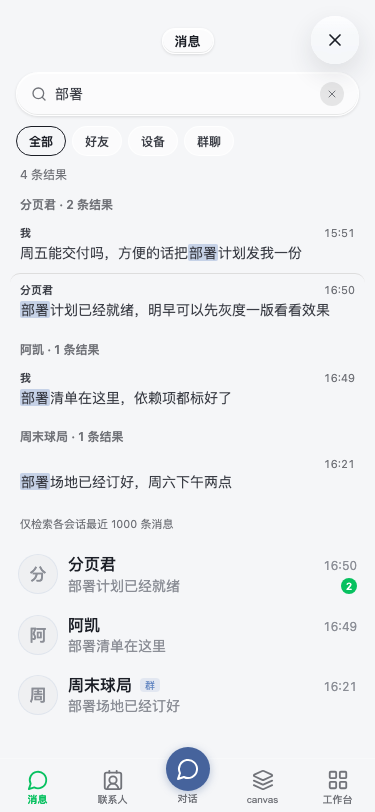 消息
部署
全部 好友 设备 群聊
4 条结果
分页君 · 2 条结果
我 15:51
周五能交付吗，方便的话把部署计划发我一份
分页君 16:50
部署计划已经就绪，明早可以先灰度一版看看效果
阿凯 · 1 条结果
我 16:49
部署清单在这里，依赖项都标好了
周末球局 · 1 条结果
16:21
部署场地已经订好，周六下午两点
仅检索各会话最近 1000 条消息
分 分页君 16:50
部署计划已经就绪 2
阿 阿凯 16:49
部署清单在这里
周 周末球局 群 16:21
部署场地已经订好
消息 联系人 对话 canvas 工作台